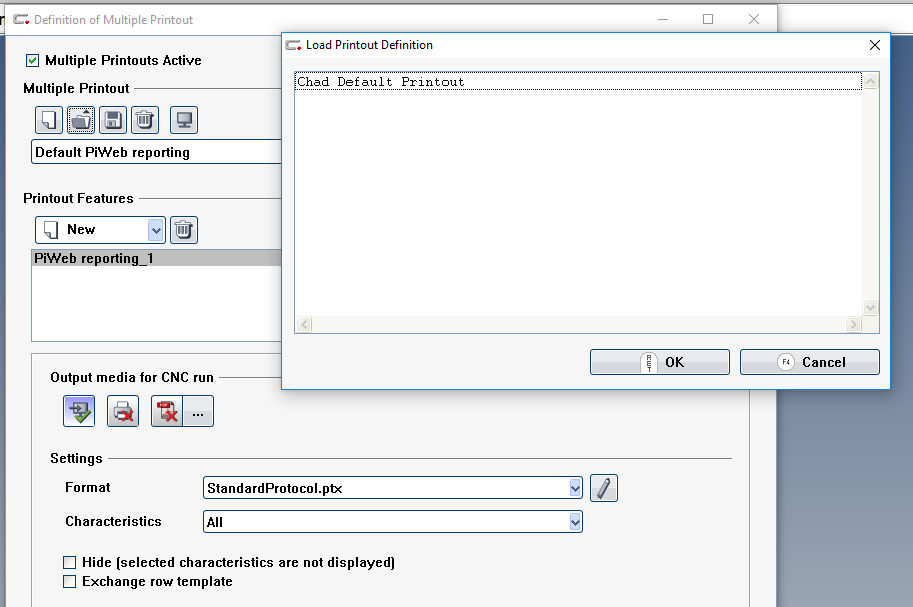 Definition of Multiple Printout
Load Printout Definition
Multiple Printouts Active
Multiple Printout
Chad Default Printout
Default PiWeb reporting
Printout Features
New
PiWeb reporting_1
RET OK
F4 Cancel
Output media for CNC run
...
Settings
Format
StandardProtocol.ptx
Characteristics
All
Hide (selected characteristics are not displayed)
Exchange row template